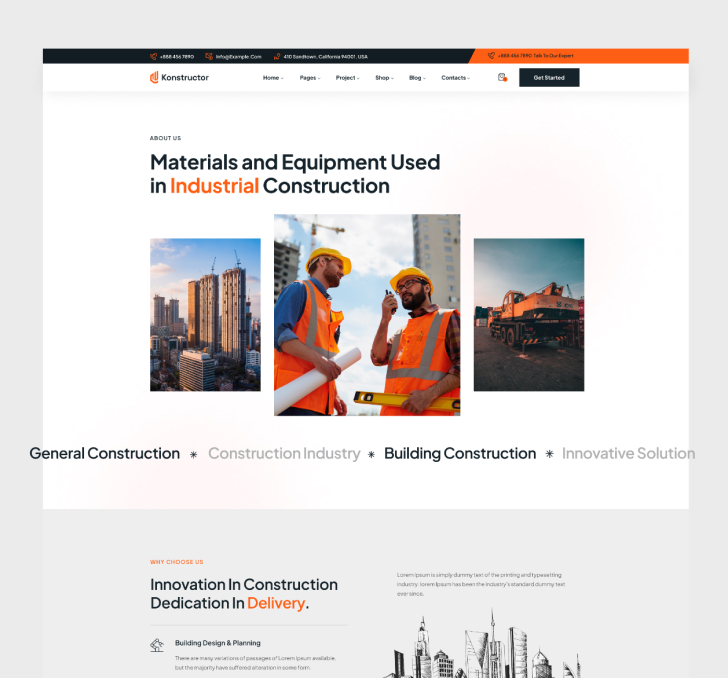 +888 456 7890
Info@Example.Com
410 Sandtown, California 94001, USA
+888 456 7890 Talk To Our Expert
Konstructor
Home
Pages
Project
Shop
Blog
Contacts
Get Started
ABOUT US
Materials and Equipment Used
in Industrial Construction
General Construction * Construction Industry * Building Construction * Innovative Solution
WHY CHOOSE US
Innovation In Construction
Dedication In Delivery.
Lorem Ipsum is simply dummy text of the printing and typesetting
industry. lorem Ipsum has been the industry's standard dummy text
ever since.
Building Design & Planning
There are many variations of passages of Lorem Ipsum available,
but the majority have suffered alteration in some form.